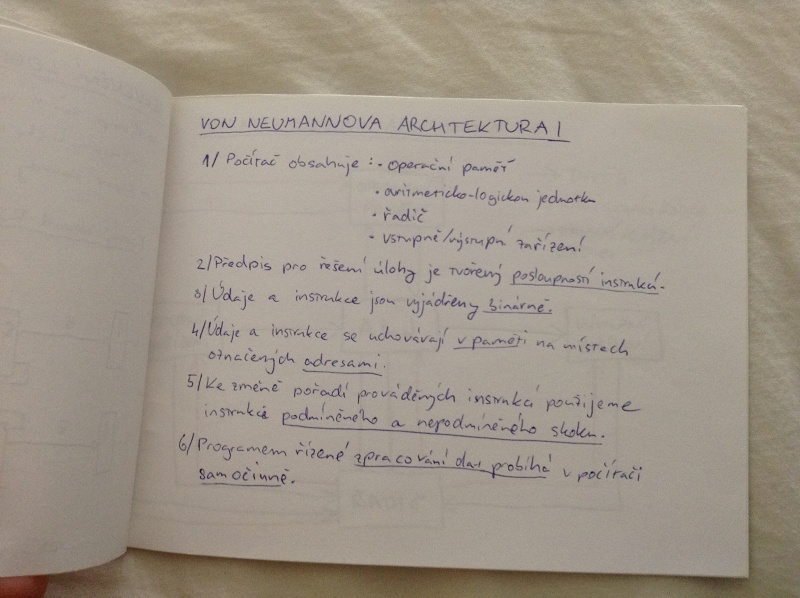 VON NEUMANNOVA ARCHITEKTURA I
1/ Počítač obsahuje : • operační paměť
• aritmeticko-logickou jednotku
• řadič
• vstupně/výstupní zařízení
2/ Předpis pro řešení úlohy je tvořený posloupností instrukcí.
3/ Údaje a instrukce jsou vyjádřeny binárně.
4/ Údaje a instrukce se uchovávají v paměti na místech
označených adresami.
5/ Ke změně pořadí prováděných instrukcí použijeme
instrukcě podmíněného a nepodmíněného skoku.
6/ Programem řízené zpracování dat probíhá v počítači
samočinně.